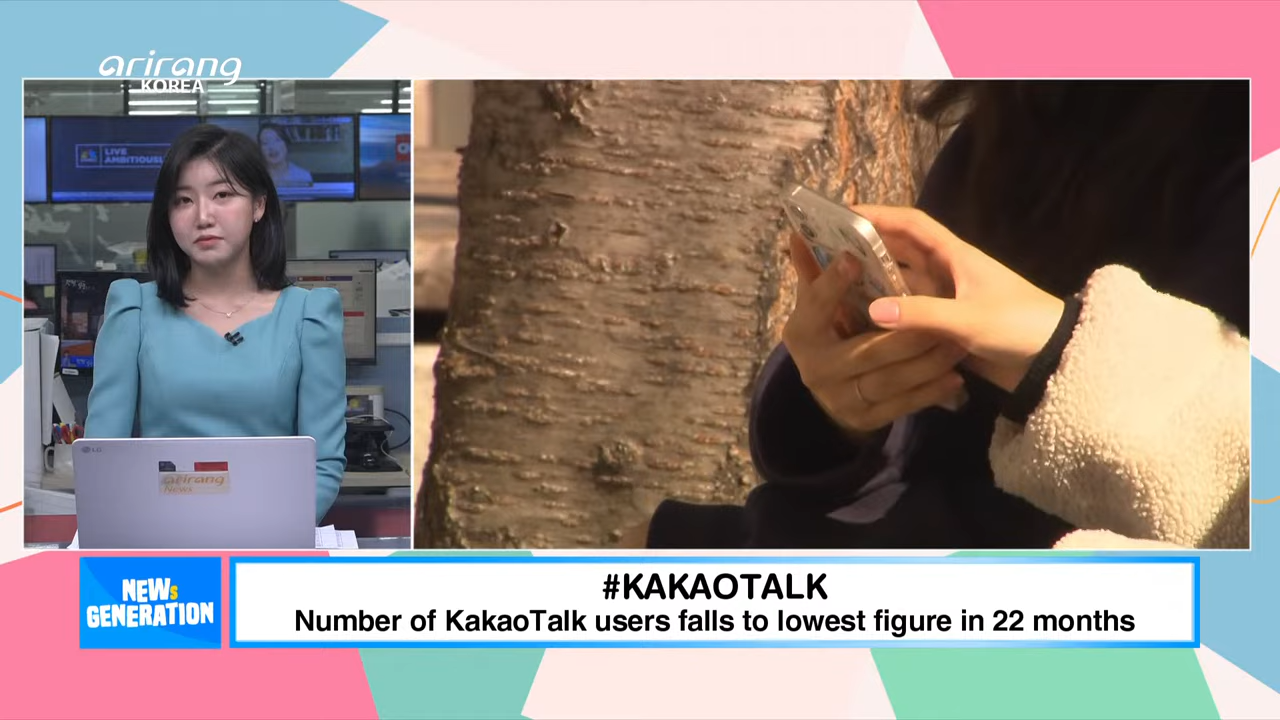 arirang
KOREA
LIVE
AMBITIOUSLY
LG
arirang
News
NEWs
GENERATION
#KAKAOTALK
Number of KakaoTalk users falls to lowest figure in 22 months